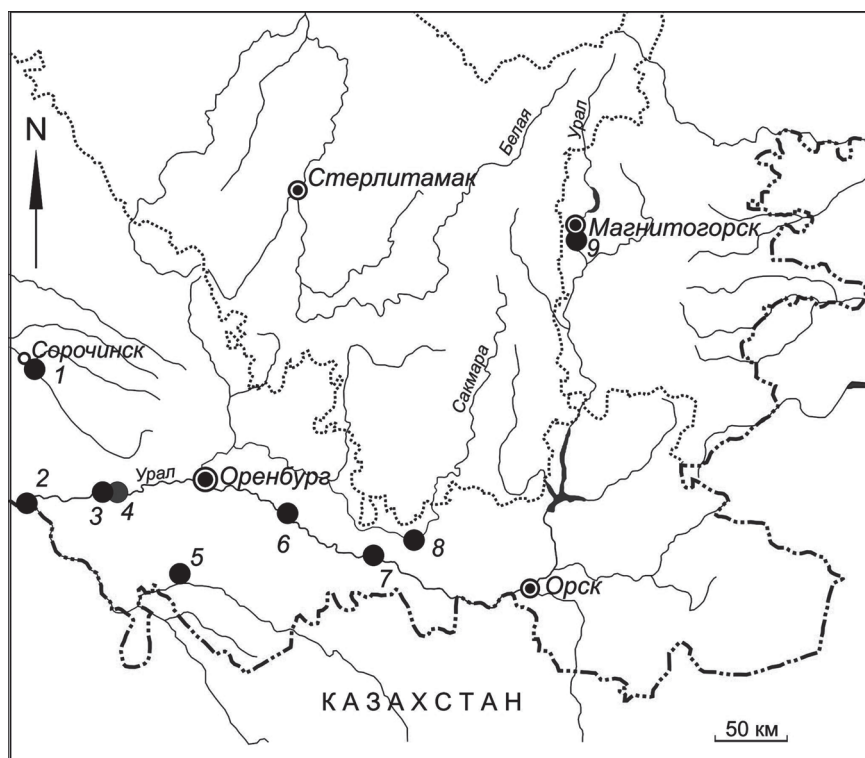 Белая
Урал
N
Стерлитамак
Магнитогорск
9
Сорочинск
1
Сакмара
Урал
Оренбург
2
3
4
6
8
5
7
Орск
КАЗАХСТАН
50 км